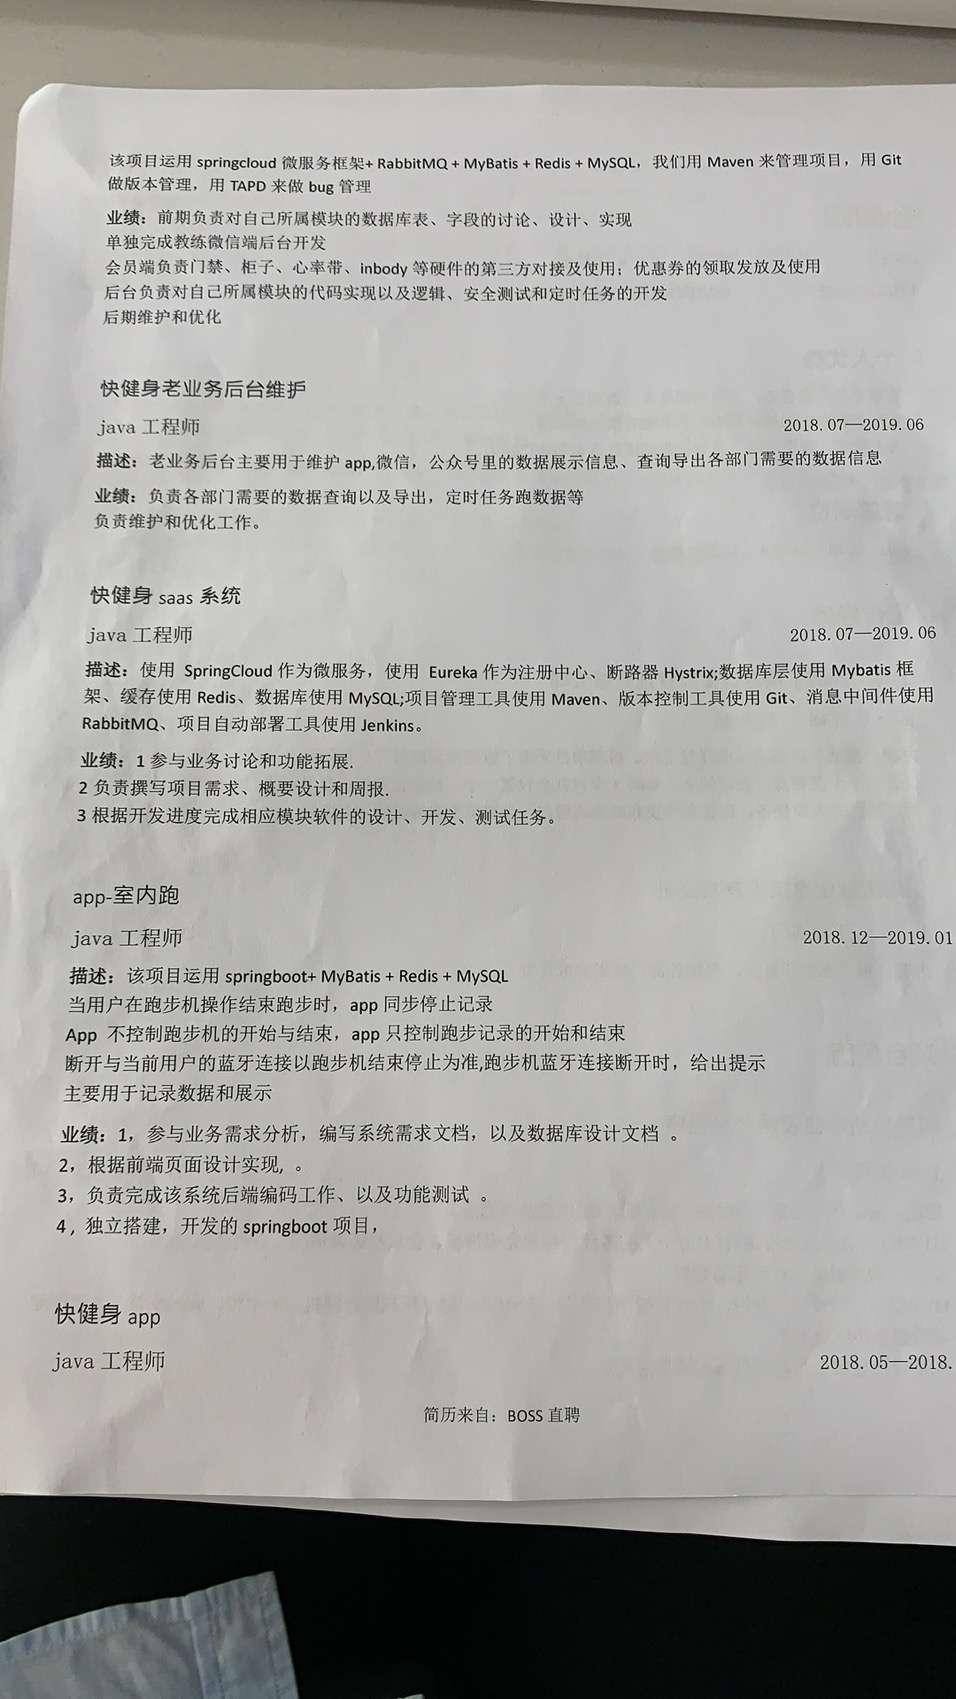 该项目运用 springcloud 微服务框架+ RabbitMQ + MyBatis + Redis + MySQL，我们用 Maven 来管理项目，用 Git
做版本管理，用 TAPD 来做 bug 管理
业绩：前期负责对自己所属模块的数据库表、字段的讨论、设计、实现
单独完成教练微信端后台开发
会员端负责门禁、柜子、心率带、inbody 等硬件的第三方对接及使用；优惠券的领取发放及使用
后台负责对自己所属模块的代码实现以及逻辑、安全测试和定时任务的开发
后期维护和优化
快健身老业务后台维护
java 工程师 2018.07—2019.06
描述：老业务后台主要用于维护 app,微信，公众号里的数据展示信息、查询导出各部门需要的数据信息
业绩：负责各部门需要的数据查询以及导出，定时任务跑数据等
负责维护和优化工作。
快健身 saas 系统
java 工程师 2018.07—2019.06
描述：使用 SpringCloud 作为微服务，使用 Eureka 作为注册中心、断路器 Hystrix;数据库层使用 Mybatis 框
架、缓存使用 Redis、数据库使用 MySQL;项目管理工具使用 Maven、版本控制工具使用 Git、消息中间件使用
RabbitMQ、项目自动部署工具使用 Jenkins。
业绩：1 参与业务讨论和功能拓展.
2 负责撰写项目需求、概要设计和周报.
3 根据开发进度完成相应模块软件的设计、开发、测试任务。
app-室内跑
java 工程师 2018.12—2019.01
描述：该项目运用 springboot+ MyBatis + Redis + MySQL
当用户在跑步机操作结束跑步时，app 同步停止记录
App 不控制跑步机的开始与结束，app 只控制跑步记录的开始和结束
断开与当前用户的蓝牙连接以跑步机结束停止为准,跑步机蓝牙连接断开时，给出提示
主要用于记录数据和展示
业绩：1，参与业务需求分析，编写系统需求文档，以及数据库设计文档 。
2，根据前端页面设计实现, 。
3，负责完成该系统后端编码工作、以及功能测试 。
4 , 独立搭建，开发的 springboot 项目，
快健身 app
java 工程师 2018.05—2018.
简历来自：BOSS 直聘